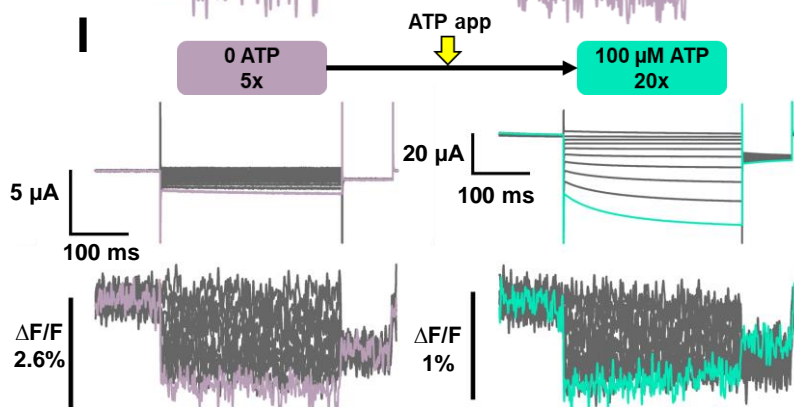 I
ATP app
0 ATP
5x
100 µM ATP
20x
5 µA
100 ms
20 µA
100 ms
ΔF/F
2.6%
ΔF/F
1%